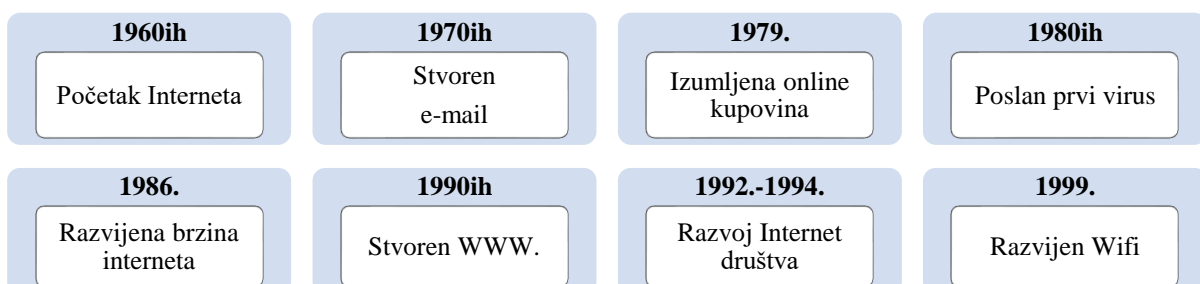 1960ih
Početak Interneta
1970ih
Stvoren
e-mail
1979.
Izumljena online
kupovina
1980ih
Poslan prvi virus
1986.
Razvijena brzina
interneta
1990ih
Stvoren WWW.
1992.-1994.
Razvoj Internet
društva
1999.
Razvijen Wifi